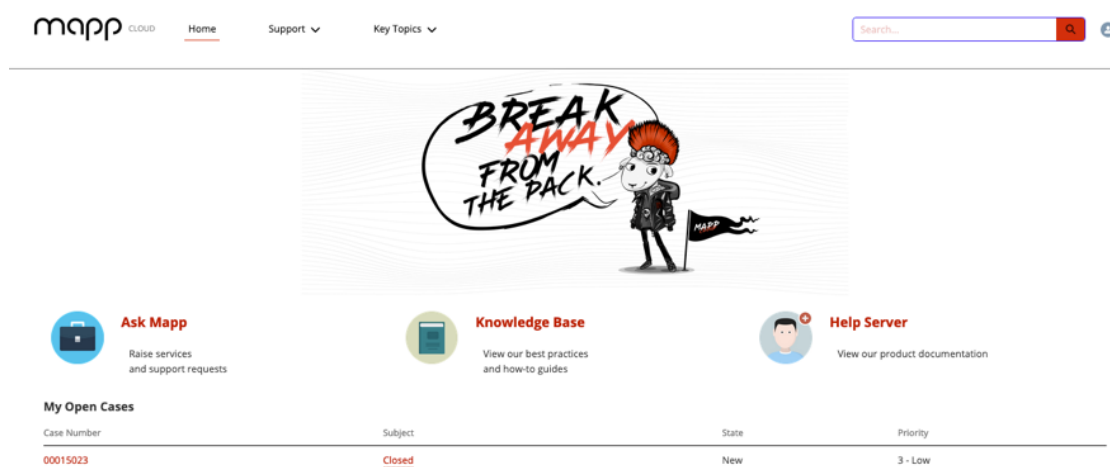 mapp CLOUD Home Support Key Topics Search...
BREAK
AWAY
FROM
THE PACK.
MAPP
Ask Mapp Knowledge Base Help Server
Raise services View our best practices View our product documentation
and support requests and how-to guides
My Open Cases
Case Number Subject State Priority
00015023 Closed New 3 - Low